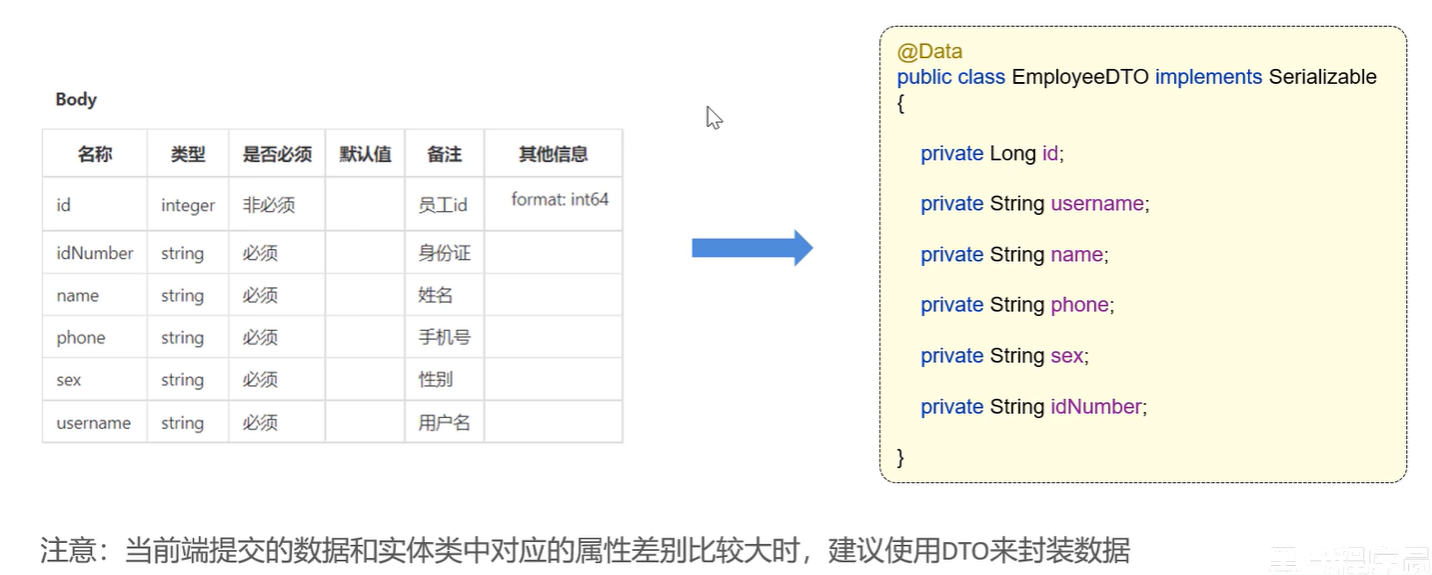 Body
名称 类型 是否必须 默认值 备注 其他信息
id integer 非必须 员工id format: int64
idNumber string 必须 身份证
name string 必须 姓名
phone string 必须 手机号
sex string 必须 性别
username string 必须 用户名
@Data
public class EmployeeDTO implements Serializable
{
private Long id;
private String username;
private String name;
private String phone;
private String sex;
private String idNumber;
}
注意：当前端提交的数据和实体类中对应的属性差别比较大时，建议使用DTO来封装数据